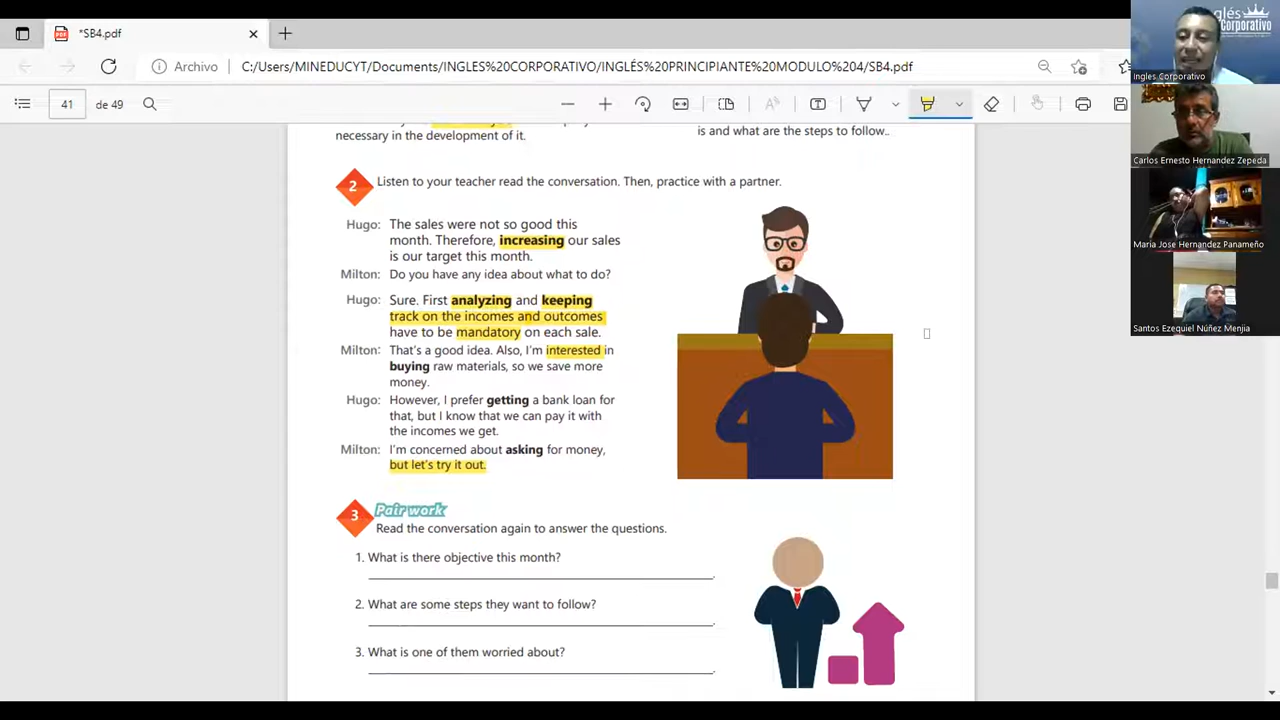 *SB4.pdf
Archivo
C:/Users/MINEDUCYT/Documents/INGLES%20CORPORATIVO/INGLÉS%20PRINCIPIANTE%20MODULO%204/SB4.pdf
41 de 49
necessary in the development of it.
is and what are the steps to follow..
2 Listen to your teacher read the conversation. Then, practice with a partner.
Hugo: The sales were not so good this
month. Therefore, increasing our sales
is our target this month.
Milton: Do you have any idea about what to do?
Hugo: Sure. First analyzing and keeping
track on the incomes and outcomes
have to be mandatory on each sale.
Milton: That's a good idea. Also, I'm interested in
buying raw materials, so we save more
money.
Hugo: However, I prefer getting a bank loan for
that, but I know that we can pay it with
the incomes we get.
Milton: I'm concerned about asking for money,
but let's try it out.
3 Pair work
Read the conversation again to answer the questions.
1. What is there objective this month?
2. What are some steps they want to follow?
3. What is one of them worried about?
glés
Corporativo
Ingles Corporativo
Carlos Ernesto Hernandez Zepeda
Maria Jose Hernandez Panameño
Santos Ezequiel Núñez Menjia